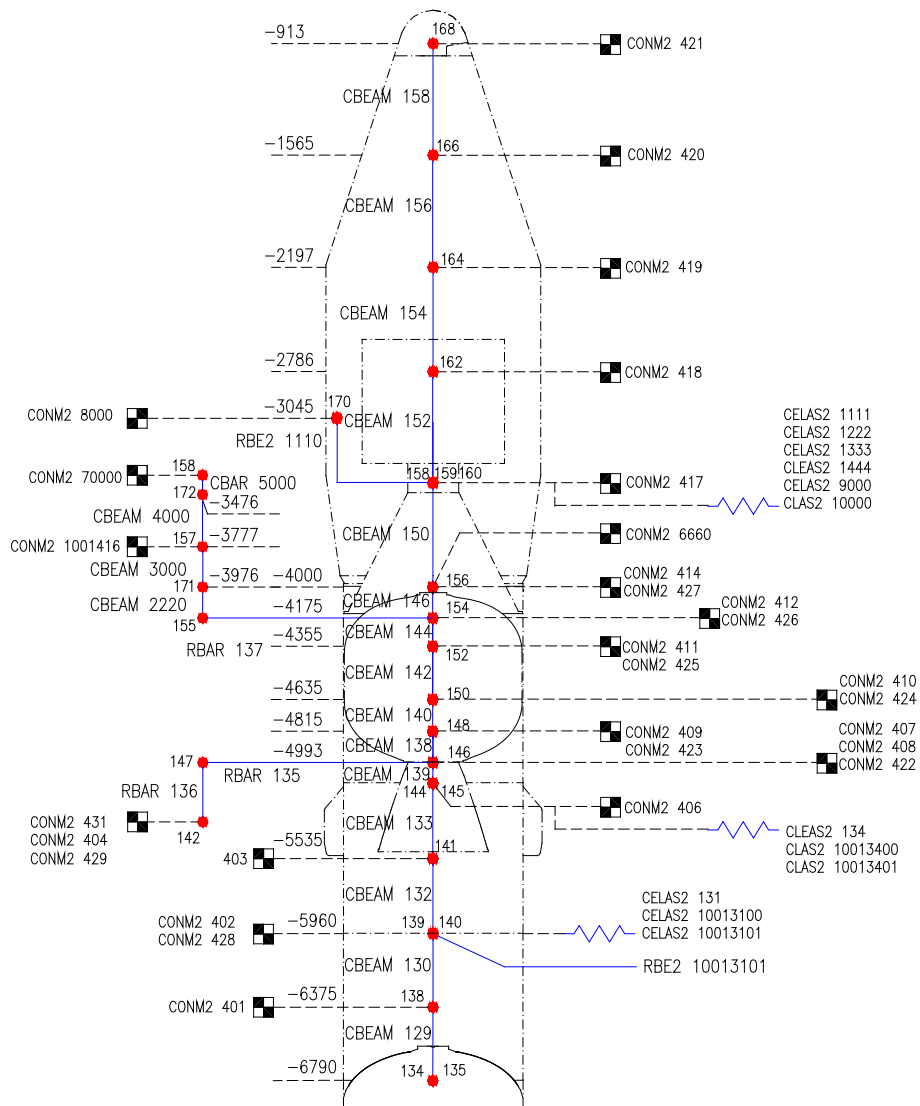 -913
168
CONM2 421
CBEAM 158
-1565
166
CONM2 420
CBEAM 156
-2197
164
CONM2 419
CBEAM 154
-2786
162
CONM2 418
CONM2 8000
-3045
170
CBEAM 152
RBE2 1110
CELAS2 1111
CELAS2 1222
CELAS2 1333
CLEAS2 1444
CELAS2 9000
CLAS2 10000
CONM2 70000
158
CBAR 5000
158
159
160
CONM2 417
172
-3476
CBEAM 4000
CONM2 1001416
157
-3777
CBEAM 150
CONM2 6660
CBEAM 3000
171
-3976
-4000
156
CONM2 414
CONM2 427
CBEAM 2220
155
-4175
CBEAM 146
154
CONM2 412
CONM2 426
RBAR 137
-4355
CBEAM 144
152
CONM2 411
CONM2 425
CBEAM 142
-4635
150
CONM2 410
CONM2 424
CBEAM 140
-4815
148
CONM2 409
CONM2 423
CBEAM 138
CONM2 407
CONM2 408
CONM2 422
147
-4993
146
RBAR 135
CBEAM 139
RBAR 136
144
145
CONM2 406
CONM2 431
CONM2 404
CONM2 429
142
CBEAM 133
CLEAS2 134
CLAS2 10013400
CLAS2 10013401
-5535
403
141
CBEAM 132
CONM2 402
CONM2 428
-5960
139
140
CELAS2 131
CELAS2 10013100
CELAS2 10013101
CBEAM 130
RBE2 10013101
CONM2 401
-6375
138
CBEAM 129
-6790
134
135